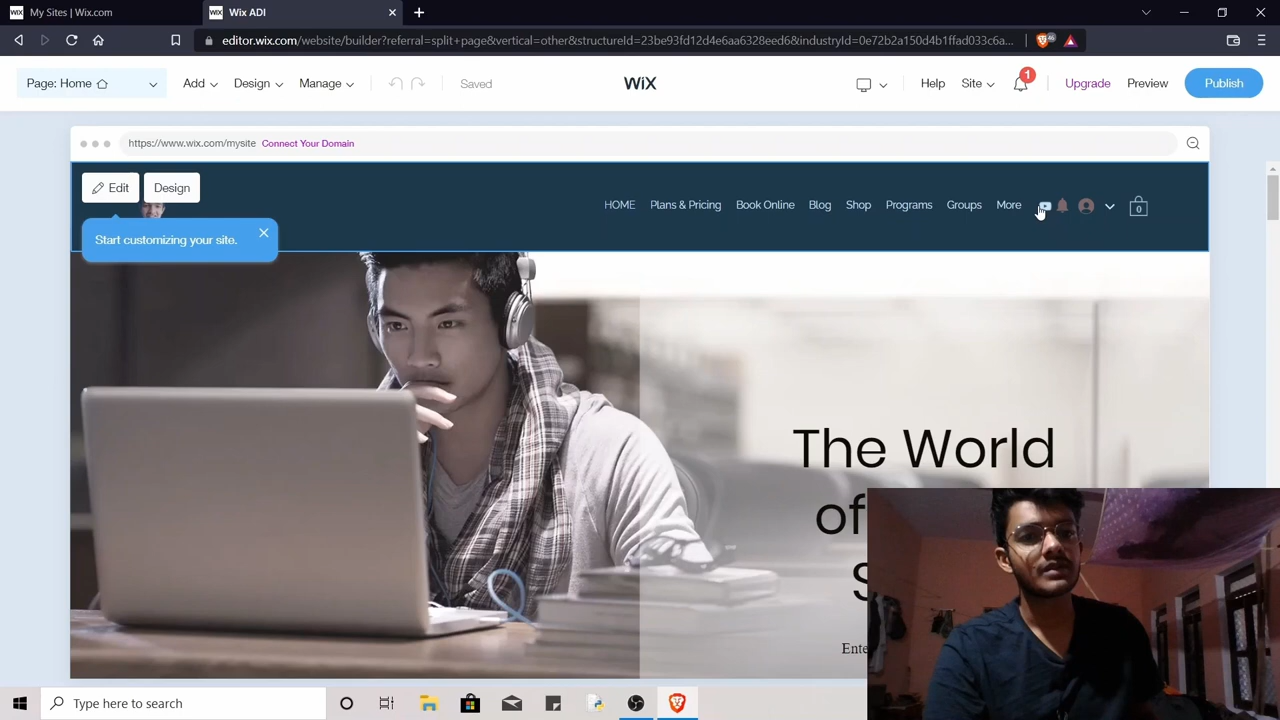 WIX My Sites | Wix.com
WIX Wix ADI
editor.wix.com/website/builder?referral=split+page&vertical=other&structureId=23be93fd12d4e6aa6328eed6&industryId=0e72b2a150d4b1ffad033c6a...
Page: Home
Add
Design
Manage
Saved
WiX
Help
Site
1
Upgrade
Preview
Publish
https://www.wix.com/mysite Connect Your Domain
Edit
Design
Start customizing your site.
HOME
Plans & Pricing
Book Online
Blog
Shop
Programs
Groups
More
0
The World
of
S
Ente
Type here to search